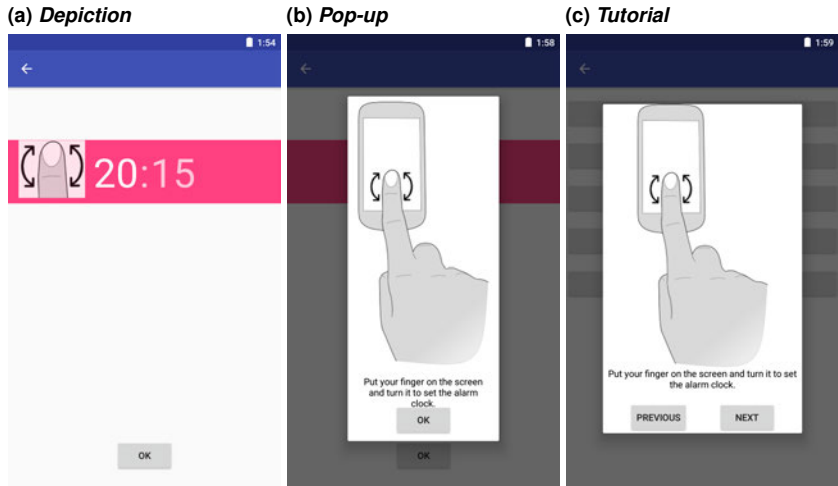 (a) Depiction
(b) Pop-up
(c) Tutorial
1:54
20:15
OK
1:58
Put your finger on the screen
and turn it to set the alarm
clock.
OK
OK
1:59
Put your finger on the screen and turn it to set
the alarm clock.
PREVIOUS
NEXT